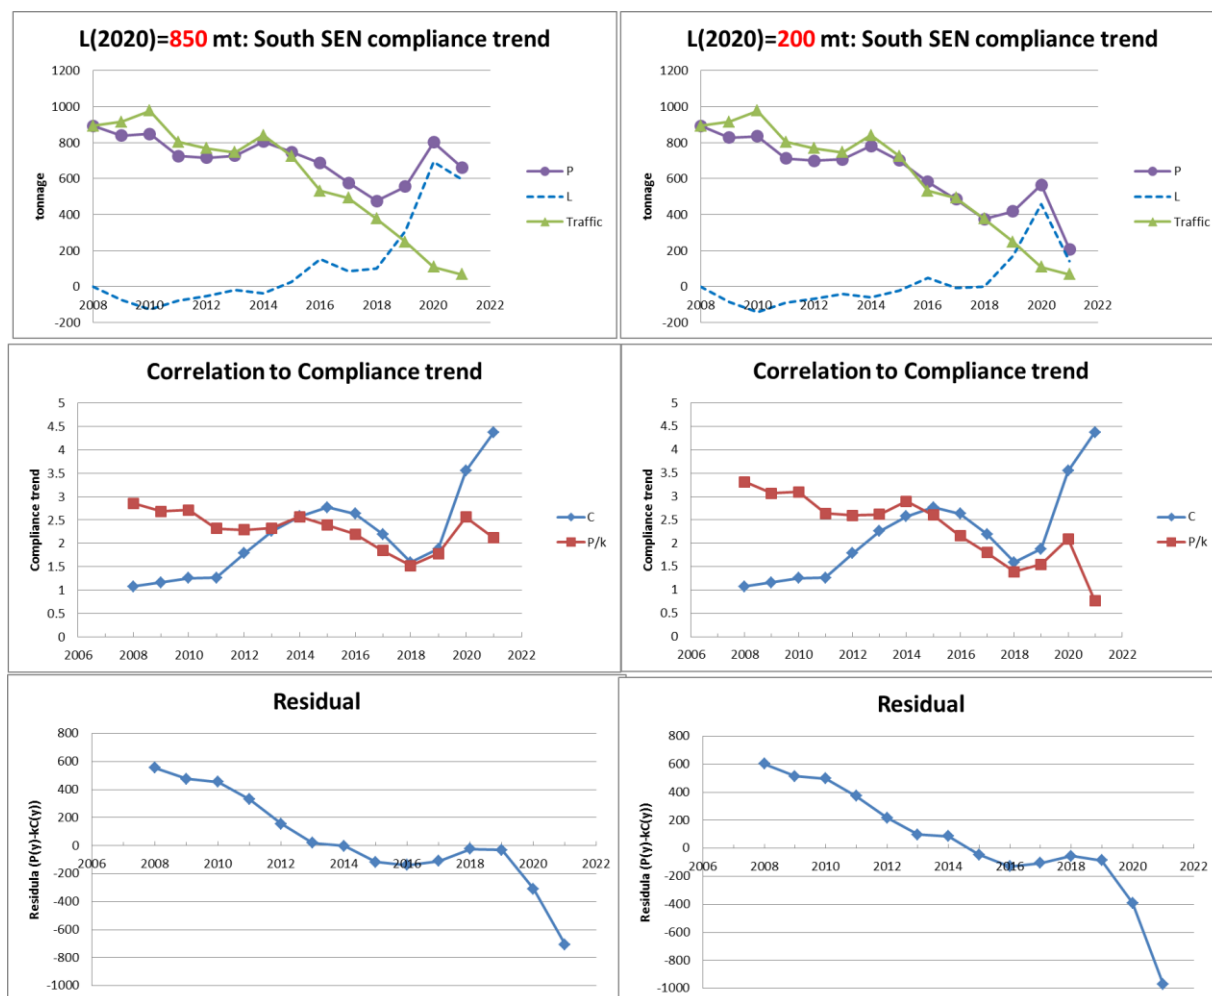 L(2020)=850 mt: South SEN compliance trend
1200
1000
800
600
400
200
0
-200
tonnage
2008 2010 2012 2014 2016 2018 2020 2022
P
L
Traffic
L(2020)=200 mt: South SEN compliance trend
1200
1000
800
600
400
200
0
-200
tonnage
2008 2010 2012 2014 2016 2018 2020 2022
P
L
Traffic
Correlation to Compliance trend
5
4.5
4
3.5
3
2.5
2
1.5
1
0.5
0
Compliance trend
2006 2008 2010 2012 2014 2016 2018 2020 2022
C
P/k
Correlation to Compliance trend
5
4.5
4
3.5
3
2.5
2
1.5
1
0.5
0
Compliance trend
2006 2008 2010 2012 2014 2016 2018 2020 2022
C
P/k
Residual
800
600
400
200
0
-200
-400
-600
-800
-1000
Residula (P(y)-kC(y))
2006 2008 2010 2012 2014 2016 2018 2020 2022
Residual
800
600
400
200
0
-200
-400
-600
-800
-1000
Residula (P(y)-kC(y))
2006 2008 2010 2012 2014 2016 2018 2020 2022